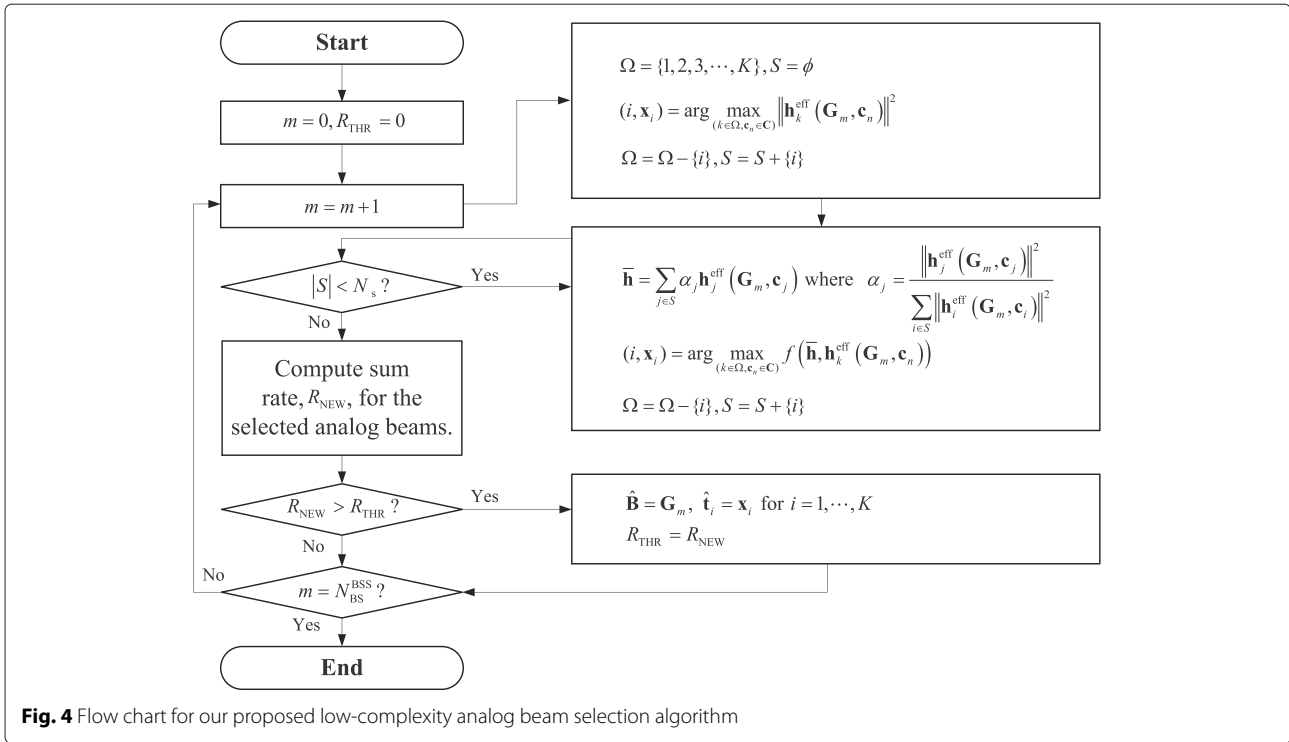 Start
m = 0, R_THR = 0
m = m + 1
Ω = {1, 2, 3, ⋯, K}, S = ϕ
(i, x_i) = arg max_(k∈Ω, c_n∈C) ‖h_k^eff (G_m, c_n)‖^2
Ω = Ω − {i}, S = S + {i}
|S| < N_s ?
Yes
No
h̄ = ∑_{j∈S} α_j h_j^eff (G_m, c_j) where α_j = ‖h_j^eff (G_m, c_j)‖^2 / ∑_{i∈S} ‖h_i^eff (G_m, c_i)‖^2
(i, x_i) = arg max_(k∈Ω, c_n∈C) f(h̄, h_k^eff (G_m, c_n))
Ω = Ω − {i}, S = S + {i}
Compute sum
rate, R_NEW, for the
selected analog beams.
R_NEW > R_THR ?
Yes
No
B̂ = G_m, t̂_i = x_i for i = 1, ⋯, K
R_THR = R_NEW
m = N_BS^BSS ?
No
Yes
End
Fig. 4 Flow chart for our proposed low-complexity analog beam selection algorithm